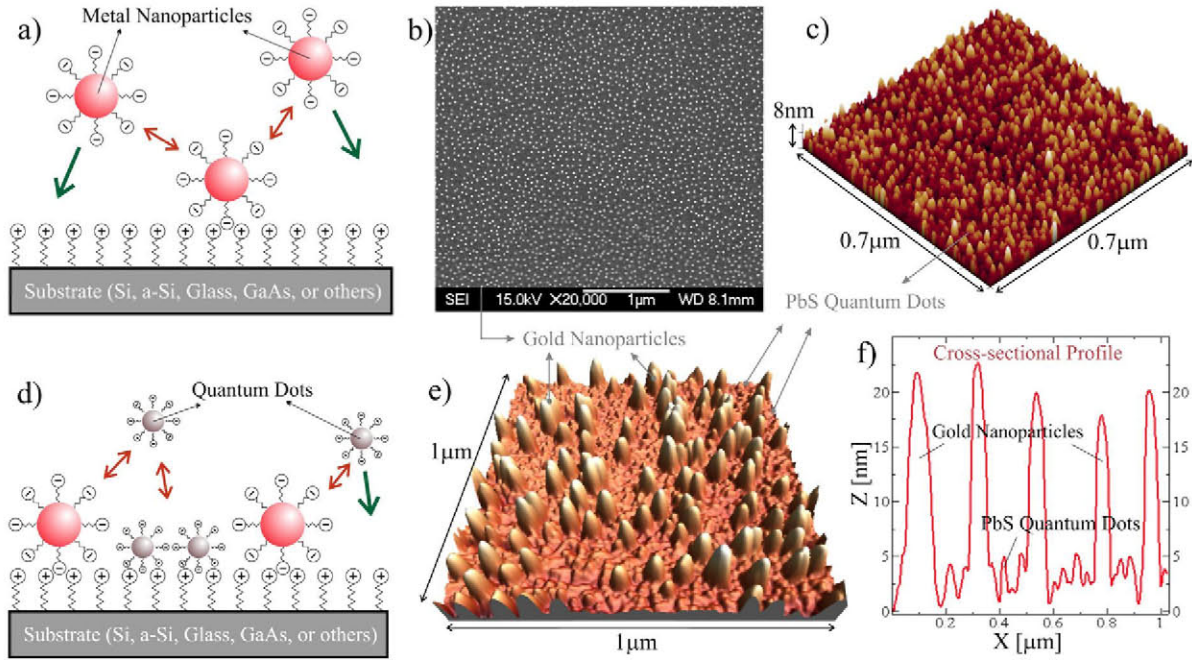 a)
Metal Nanoparticles
Substrate (Si, a-Si, Glass, GaAs, or others)
b)
SEI 15.0kV X20,000 1µm WD 8.1mm
c)
8nm
0.7µm
0.7µm
PbS Quantum Dots
Gold Nanoparticles
d)
Quantum Dots
Substrate (Si, a-Si, Glass, GaAs, or others)
e)
1µm
1µm
f)
Cross-sectional Profile
Gold Nanoparticles
PbS Quantum Dots
Z [nm]
20
15
10
5
0
20
15
10
5
0
0.2 0.4 0.6 0.8 1
X [µm]